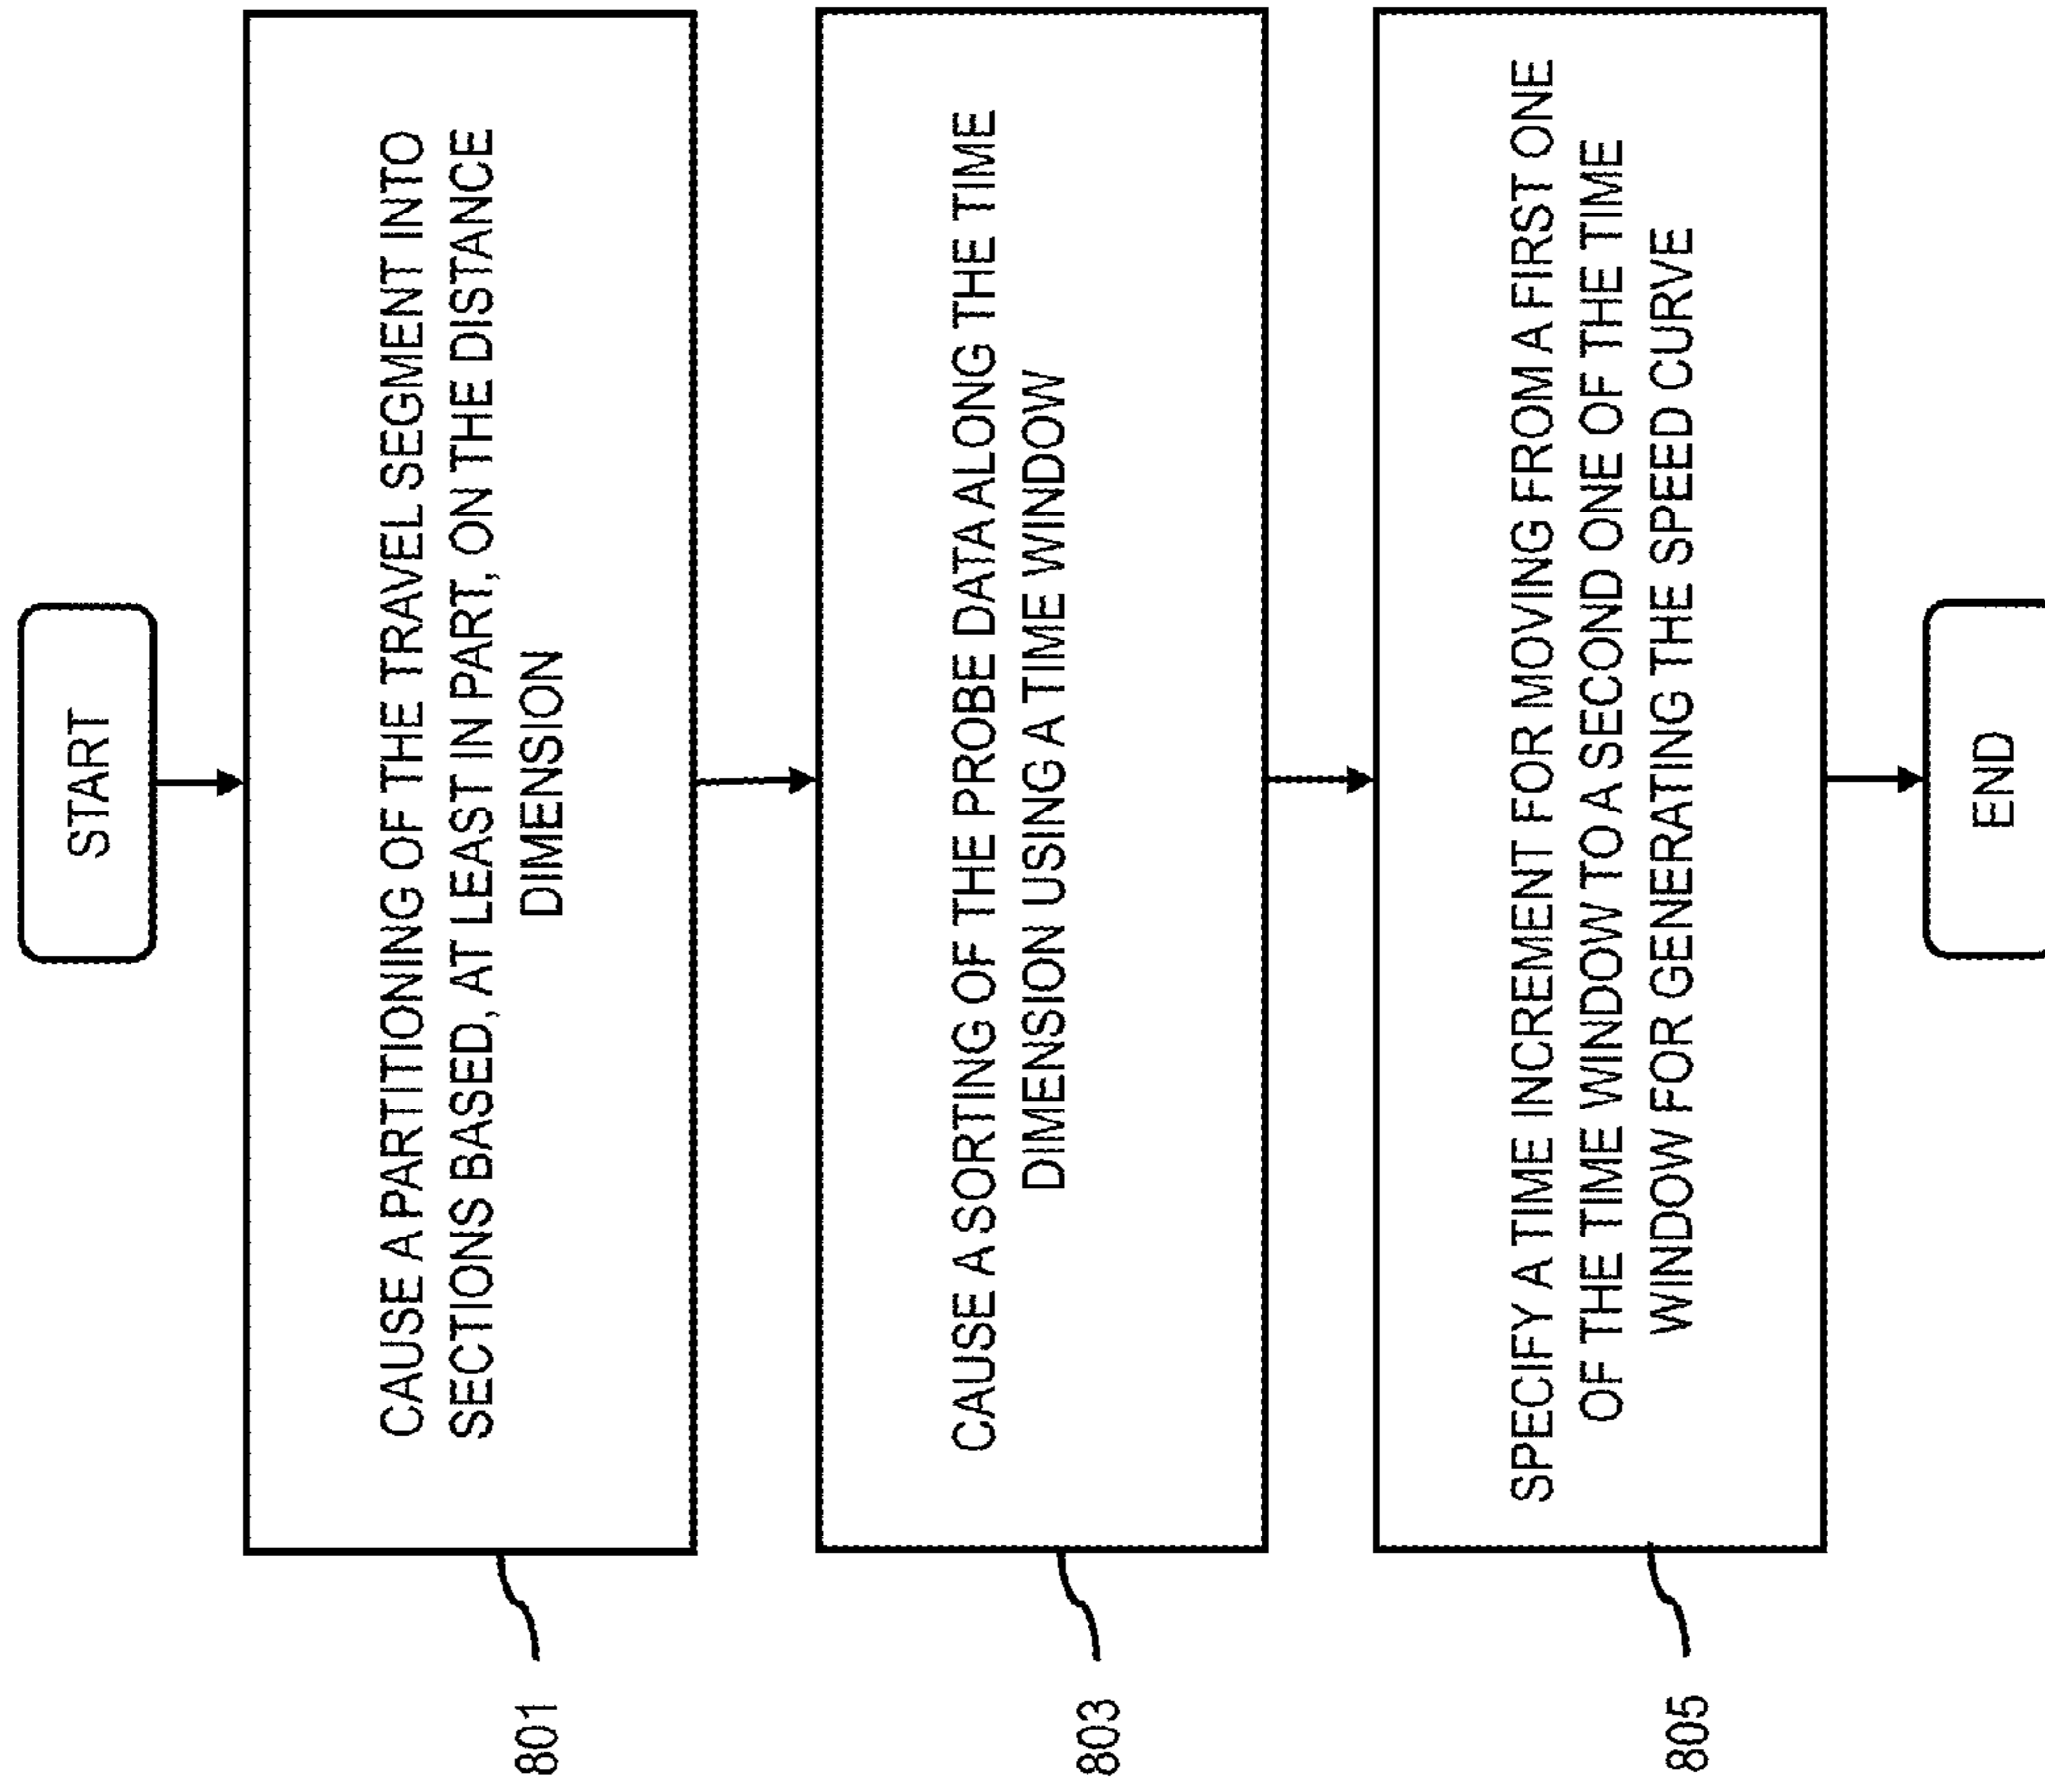 START
CAUSE A PARTITIONING OF THE TRAVEL SEGMENT INTO
SECTIONS BASED, AT LEAST IN PART, ON THE DISTANCE
DIMENSION
801
CAUSE A SORTING OF THE PROBE DATA ALONG THE TIME
DIMENSION USING A TIME WINDOW
803
SPECIFY A TIME INCREMENT FOR MOVING FROM A FIRST ONE
OF THE TIME WINDOW TO A SECOND ONE OF THE TIME
WINDOW FOR GENERATING THE SPEED CURVE
805
END